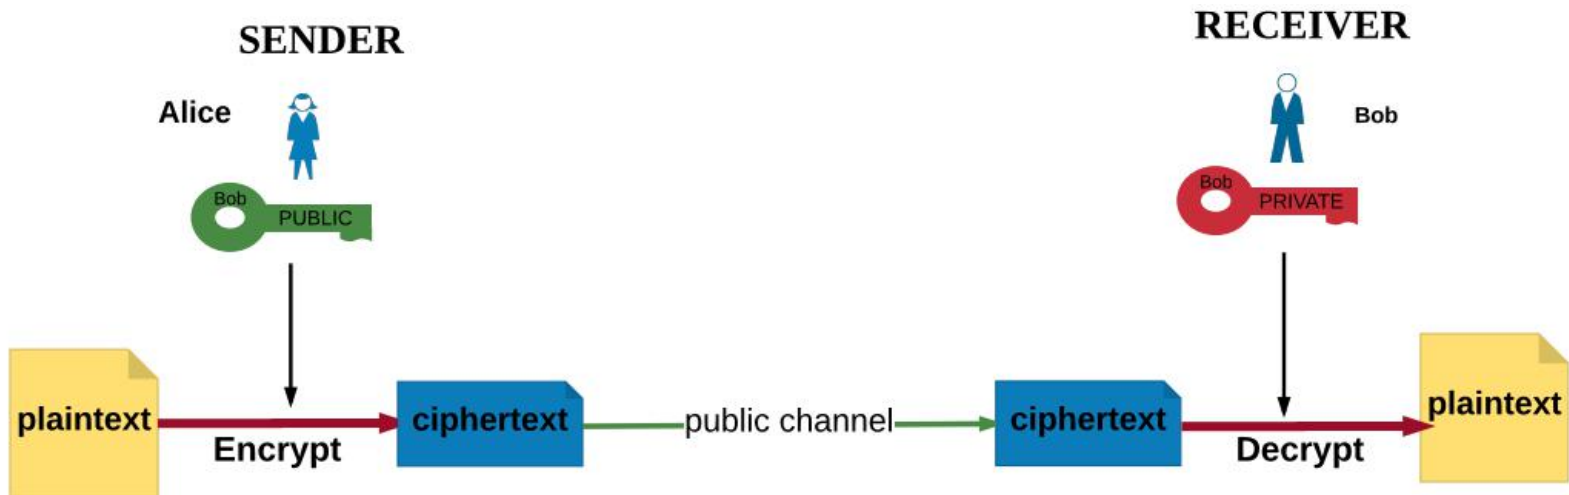 SENDER
RECEIVER
Alice
Bob
Bob
PUBLIC
Bob
PRIVATE
plaintext
Encrypt
ciphertext
public channel
ciphertext
Decrypt
plaintext